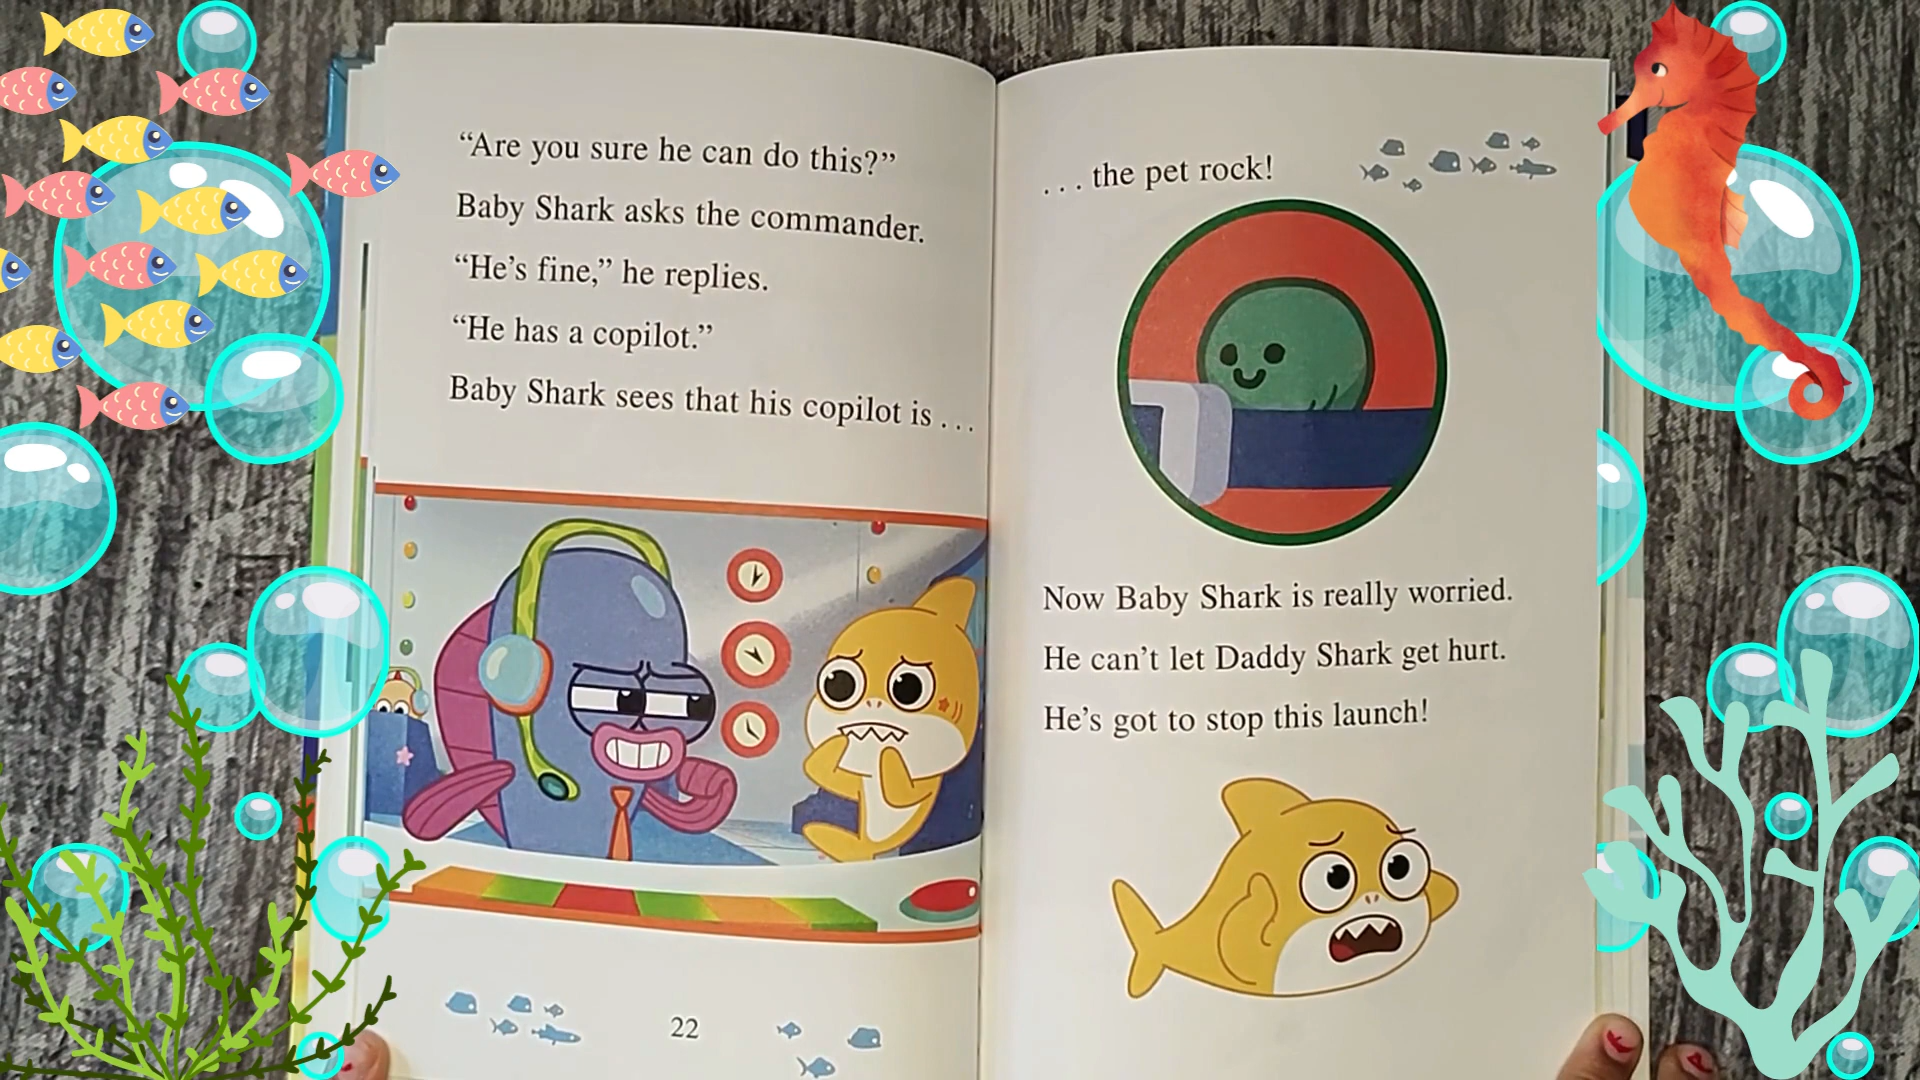 “Are you sure he can do this?”
Baby Shark asks the commander.
“He’s fine,” he replies.
“He has a copilot.”
Baby Shark sees that his copilot is . . .
22
. . . the pet rock!
Now Baby Shark is really worried.
He can’t let Daddy Shark get hurt.
He’s got to stop this launch!